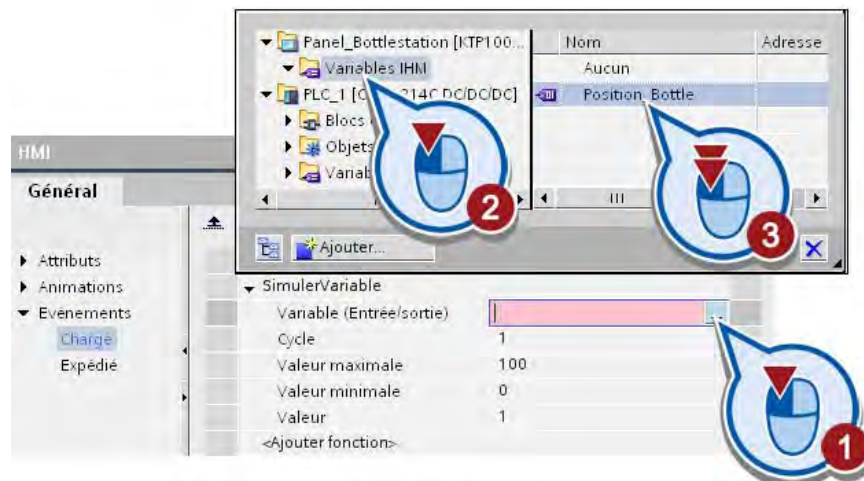 Panel_Bottlestation [KTP100...
Variables IHM
PLC_1 [C 214C DC/DC/DC]
Blocs
Objets
Variab
Nom Adresse
Aucun
Position_Bottle
2
3
Ajouter...
HMI
Général
Attributs
Animations
Evénements
Chargé
Expédié
SimulerVariable
Variable (Entrée/sortie)
...
Cycle 1
Valeur maximale 100
Valeur minimale 0
Valeur 1
<Ajouter fonction>
1